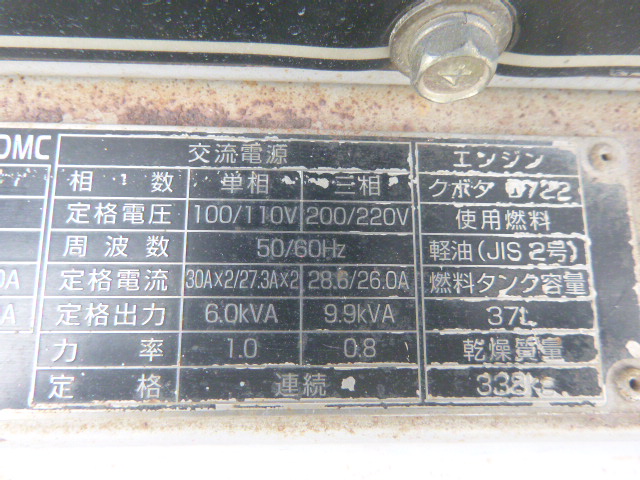 DMC 交流電源 エンジン
相数 単相 三相 クボタ D722
定格電圧 100/110V 200/220V 使用燃料
周波数 50/60Hz 軽油(JIS 2号)
定格電流 30A×2/27.3A×2 28.6/26.0A 燃料タンク容量
定格出力 6.0kVA 9.9kVA 37L
力率 1.0 0.8 乾燥質量
定格 連続